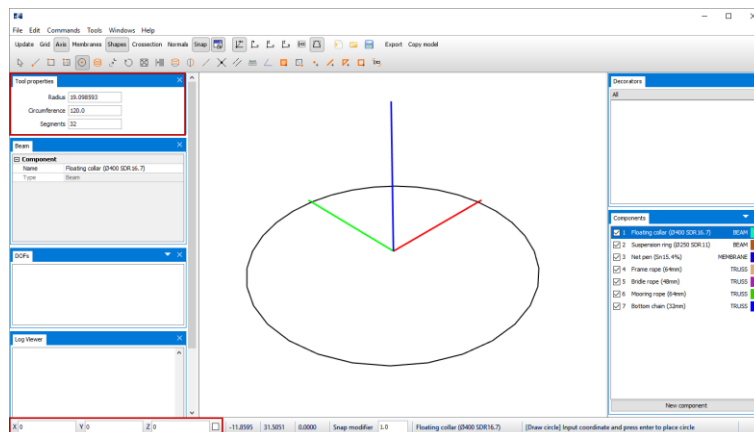 File Edit Commands Tools Windows Help
Update Grid Axis Membranes Shapes Crossection Normals Snap Export Copy model
Tool properties
Radius 19.098593
Circumference 120.0
Segments 32
Beam
Component
Name Floating collar (Ø400 SDR16.7)
Type Beam
DOFs
Log Viewer
Decorators
All
Components
1 Floating collar (Ø400 SDR16.7) BEAM
2 Suspension ring (Ø250 SDR11) BEAM
3 Net pen (Sn15.4%) MEMBRANE
4 Frame rope (64mm) TRUSS
5 Bridle rope (48mm) TRUSS
6 Mooring rope (64mm) TRUSS
7 Bottom chain (32mm) TRUSS
New component
X 0 Y 0 Z 0 -11.8595 31.5051 0.0000 Snap modifier 1.0 Floating collar (Ø400 SDR16.7) [Draw circle] Input coordinate and press enter to place circle